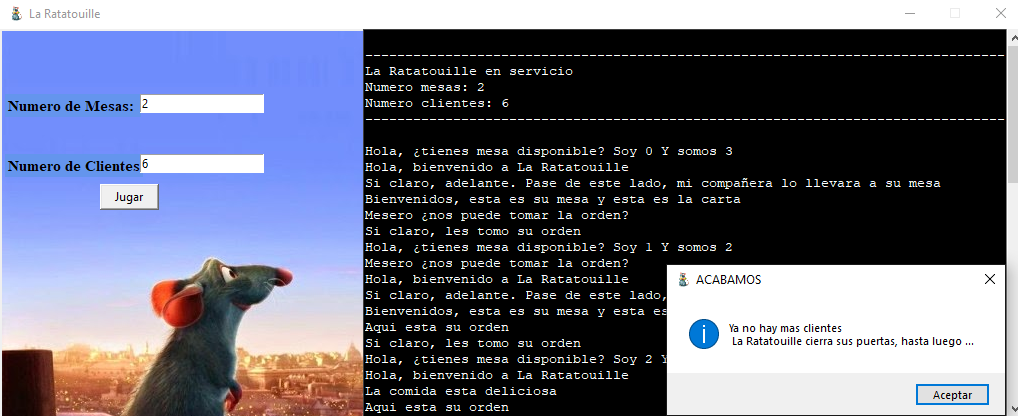 La Ratatouille
Numero de Mesas: 2
Numero de Clientes 6
Jugar
--------------------------------------------------------------------------------
La Ratatouille en servicio
Numero mesas: 2
Numero clientes: 6
--------------------------------------------------------------------------------
Hola, ¿tienes mesa disponible? Soy 0 Y somos 3
Hola, bienvenido a La Ratatouille
Si claro, adelante. Pase de este lado, mi compañera lo llevara a su mesa
Bienvenidos, esta es su mesa y esta es la carta
Mesero ¿nos puede tomar la orden?
Si claro, les tomo su orden
Hola, ¿tienes mesa disponible? Soy 1 Y somos 2
Mesero ¿nos puede tomar la orden?
Hola, bienvenido a La Ratatouille
Si claro, adelante. Pase de este lado,
Bienvenidos, esta es su mesa y esta es
Aqui esta su orden
Si claro, les tomo su orden
Hola, ¿tienes mesa disponible? Soy 2 Y
Hola, bienvenido a La Ratatouille
La comida esta deliciosa
Aqui esta su orden
ACABAMOS
Ya no hay mas clientes
La Ratatouille cierra sus puertas, hasta luego ...
Aceptar